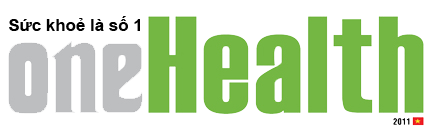 Sức khoẻ là số 1
oneHealth
2011